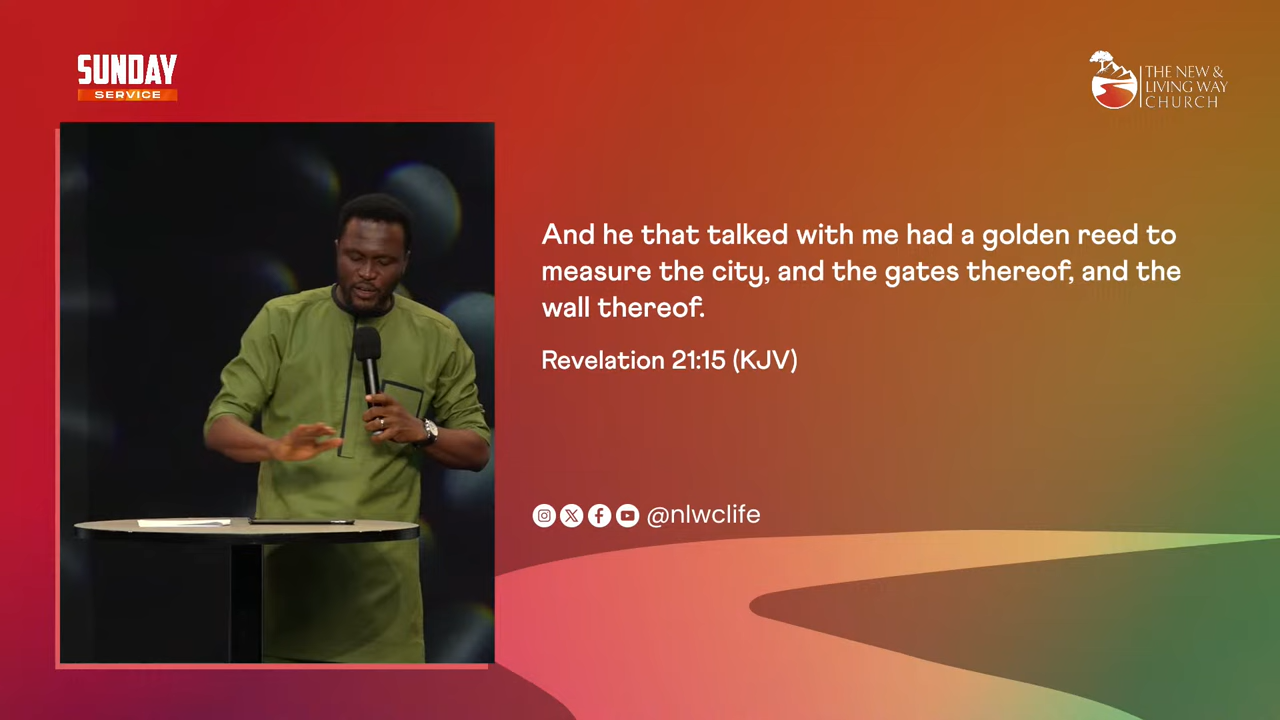 SUNDAY
SERVICE
THE NEW &
LIVING WAY
CHURCH
And he that talked with me had a golden reed to
measure the city, and the gates thereof, and the
wall thereof.
Revelation 21:15 (KJV)
@nlwclife